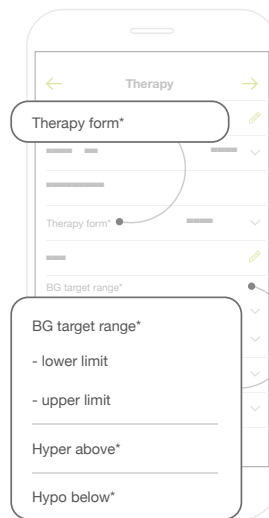 Therapy
Therapy form*
Therapy form*
BG target range*
BG target range*
- lower limit
- upper limit
Hyper above*
Hypo below*